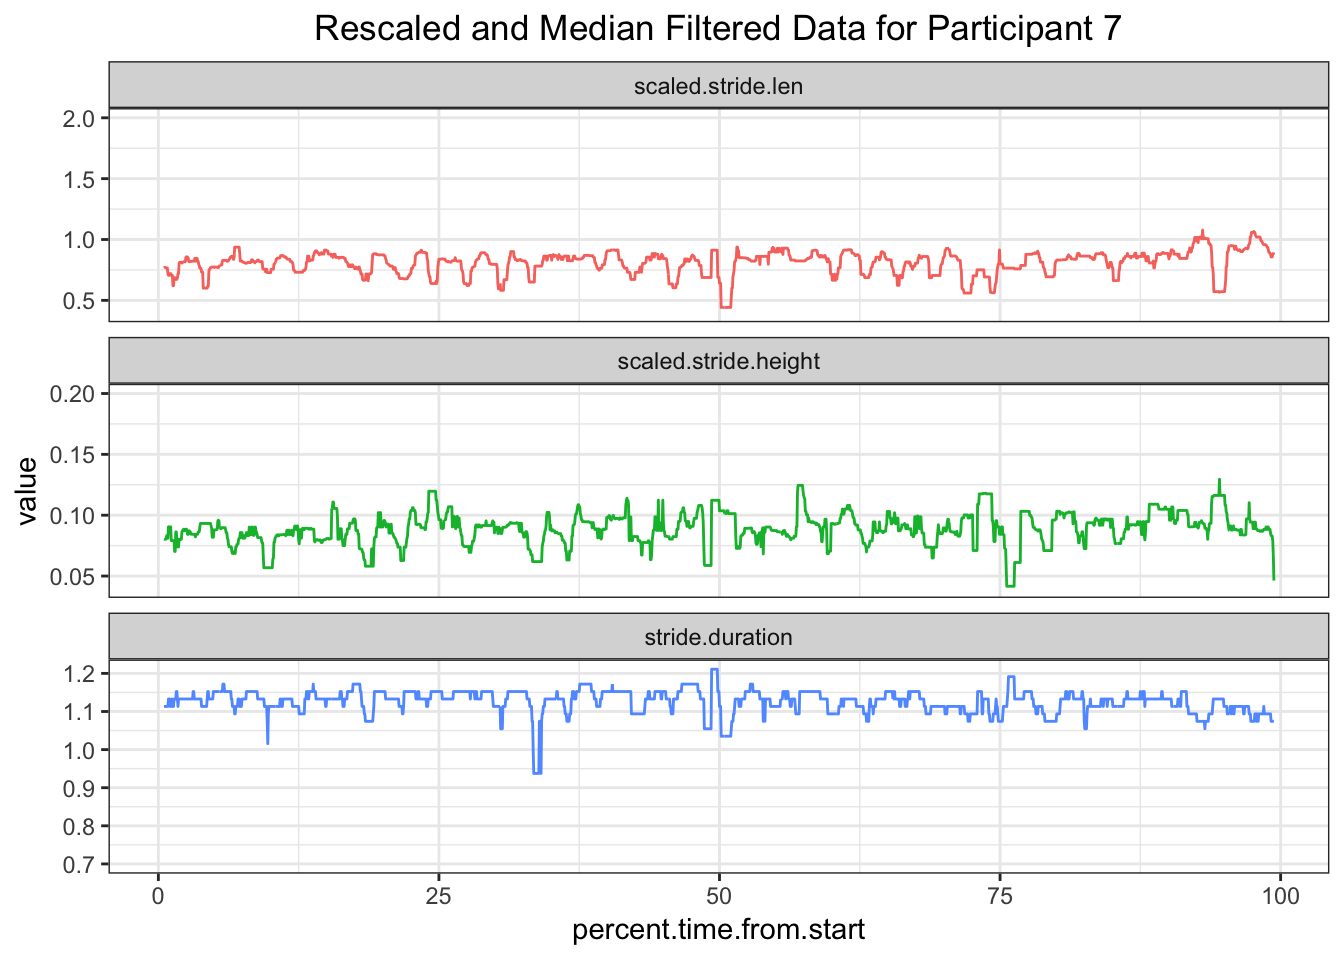 Rescaled and Median Filtered Data for Participant 7
scaled.stride.len
2.0
1.5
1.0
0.5
scaled.stride.height
0.20
0.15
0.10
0.05
value
stride.duration
1.2
1.1
1.0
0.9
0.8
0.7
0 25 50 75 100
percent.time.from.start